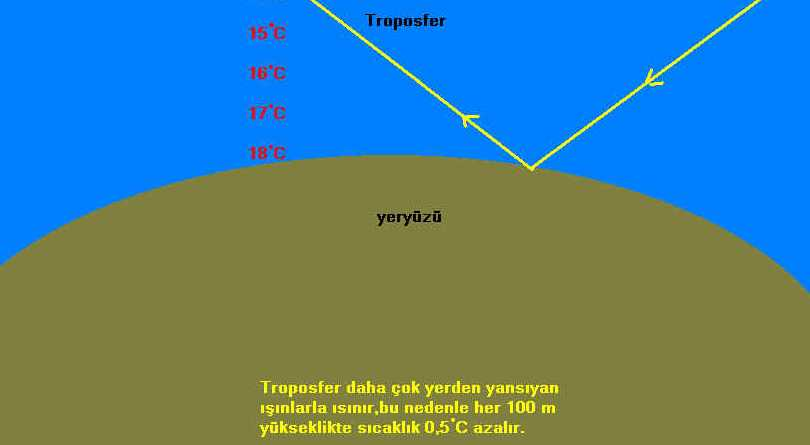 Troposfer
15°C
16°C
17°C
18°C
yeryüzü
Troposfer daha çok yerden yansıyan
ışınlarla ısınır,bu nedenle her 100 m
yükseklikte sıcaklık 0,5°C azalır.